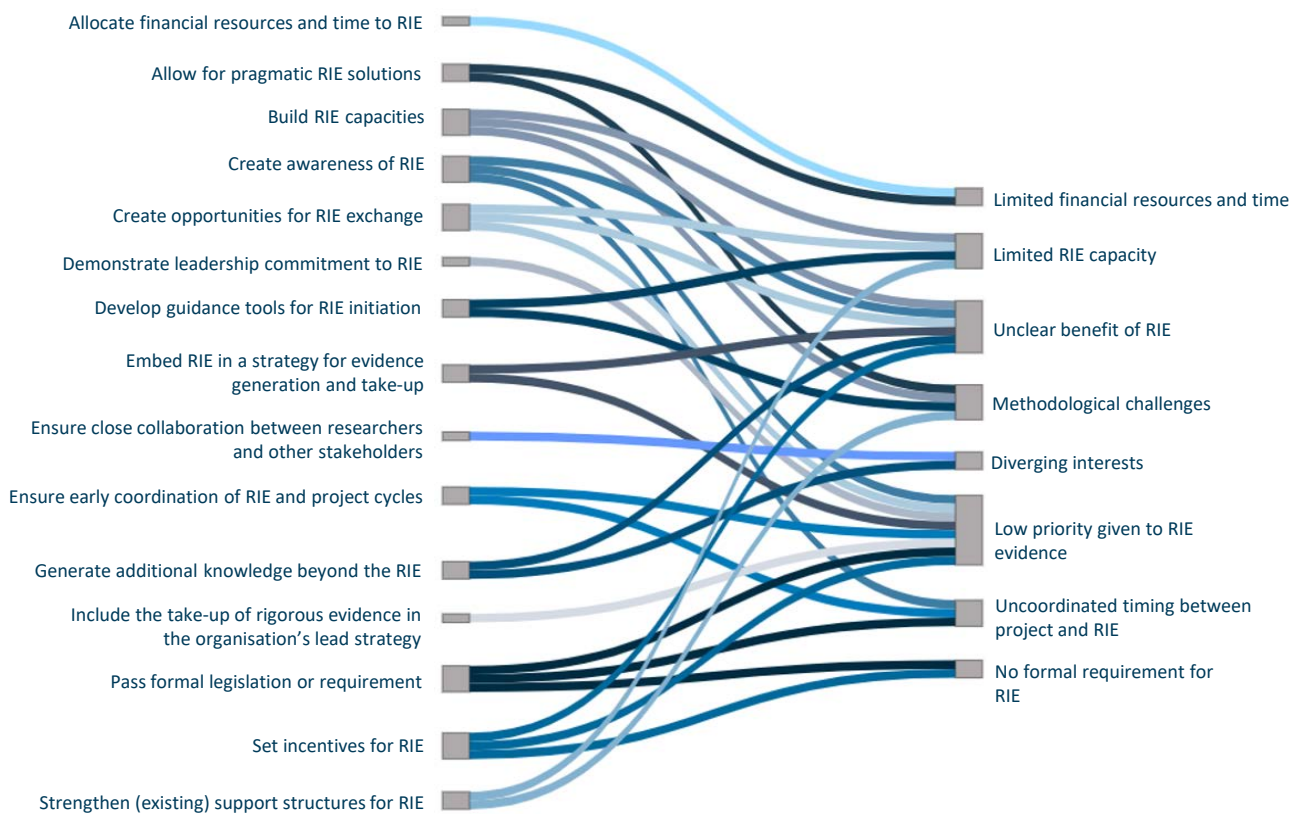 Allocate financial resources and time to RIE
Allow for pragmatic RIE solutions
Build RIE capacities
Create awareness of RIE
Create opportunities for RIE exchange
Demonstrate leadership commitment to RIE
Develop guidance tools for RIE initiation
Embed RIE in a strategy for evidence
generation and take-up
Ensure close collaboration between researchers
and other stakeholders
Ensure early coordination of RIE and project cycles
Generate additional knowledge beyond the RIE
Include the take-up of rigorous evidence in
the organisation's lead strategy
Pass formal legislation or requirement
Set incentives for RIE
Strengthen (existing) support structures for RIE
Limited financial resources and time
Limited RIE capacity
Unclear benefit of RIE
Methodological challenges
Diverging interests
Low priority given to RIE
evidence
Uncoordinated timing between
project and RIE
No formal requirement for
RIE